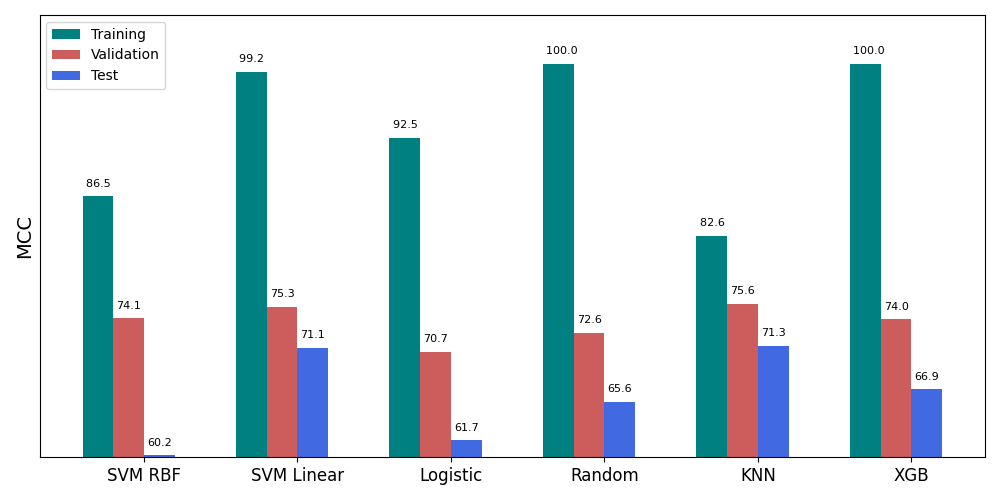 Training
Validation
Test
MCC
86.5
74.1
60.2
99.2
75.3
71.1
92.5
70.7
61.7
100.0
72.6
65.6
82.6
75.6
71.3
100.0
74.0
66.9
SVM RBF
SVM Linear
Logistic
Random
KNN
XGB